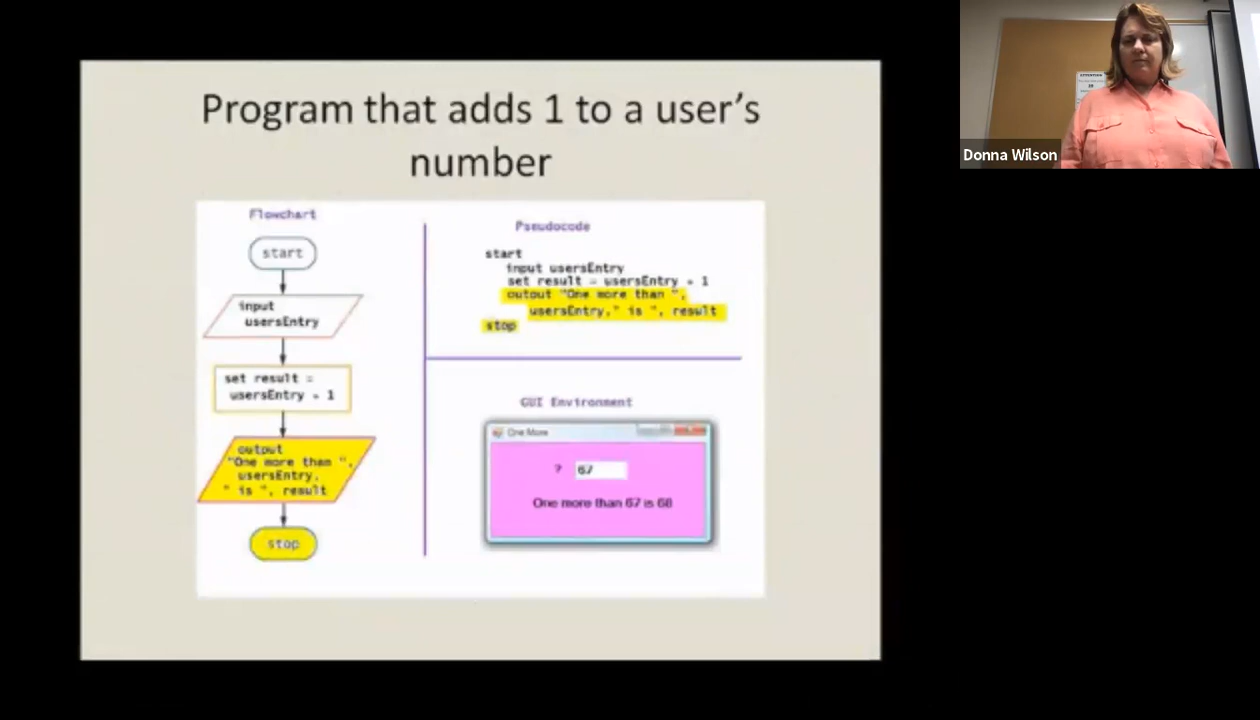 Program that adds 1 to a user's
number
Flowchart
start
input
usersEntry
set result =
usersEntry + 1
output
"One more than ",
usersEntry,
" is ", result
stop
Pseudocode
start
input usersEntry
set result = usersEntry + 1
output "One more than ",
usersEntry," is ", result
stop
GUI Environment
One More
? 67
One more than 67 is 68
ATTENTION
Donna Wilson